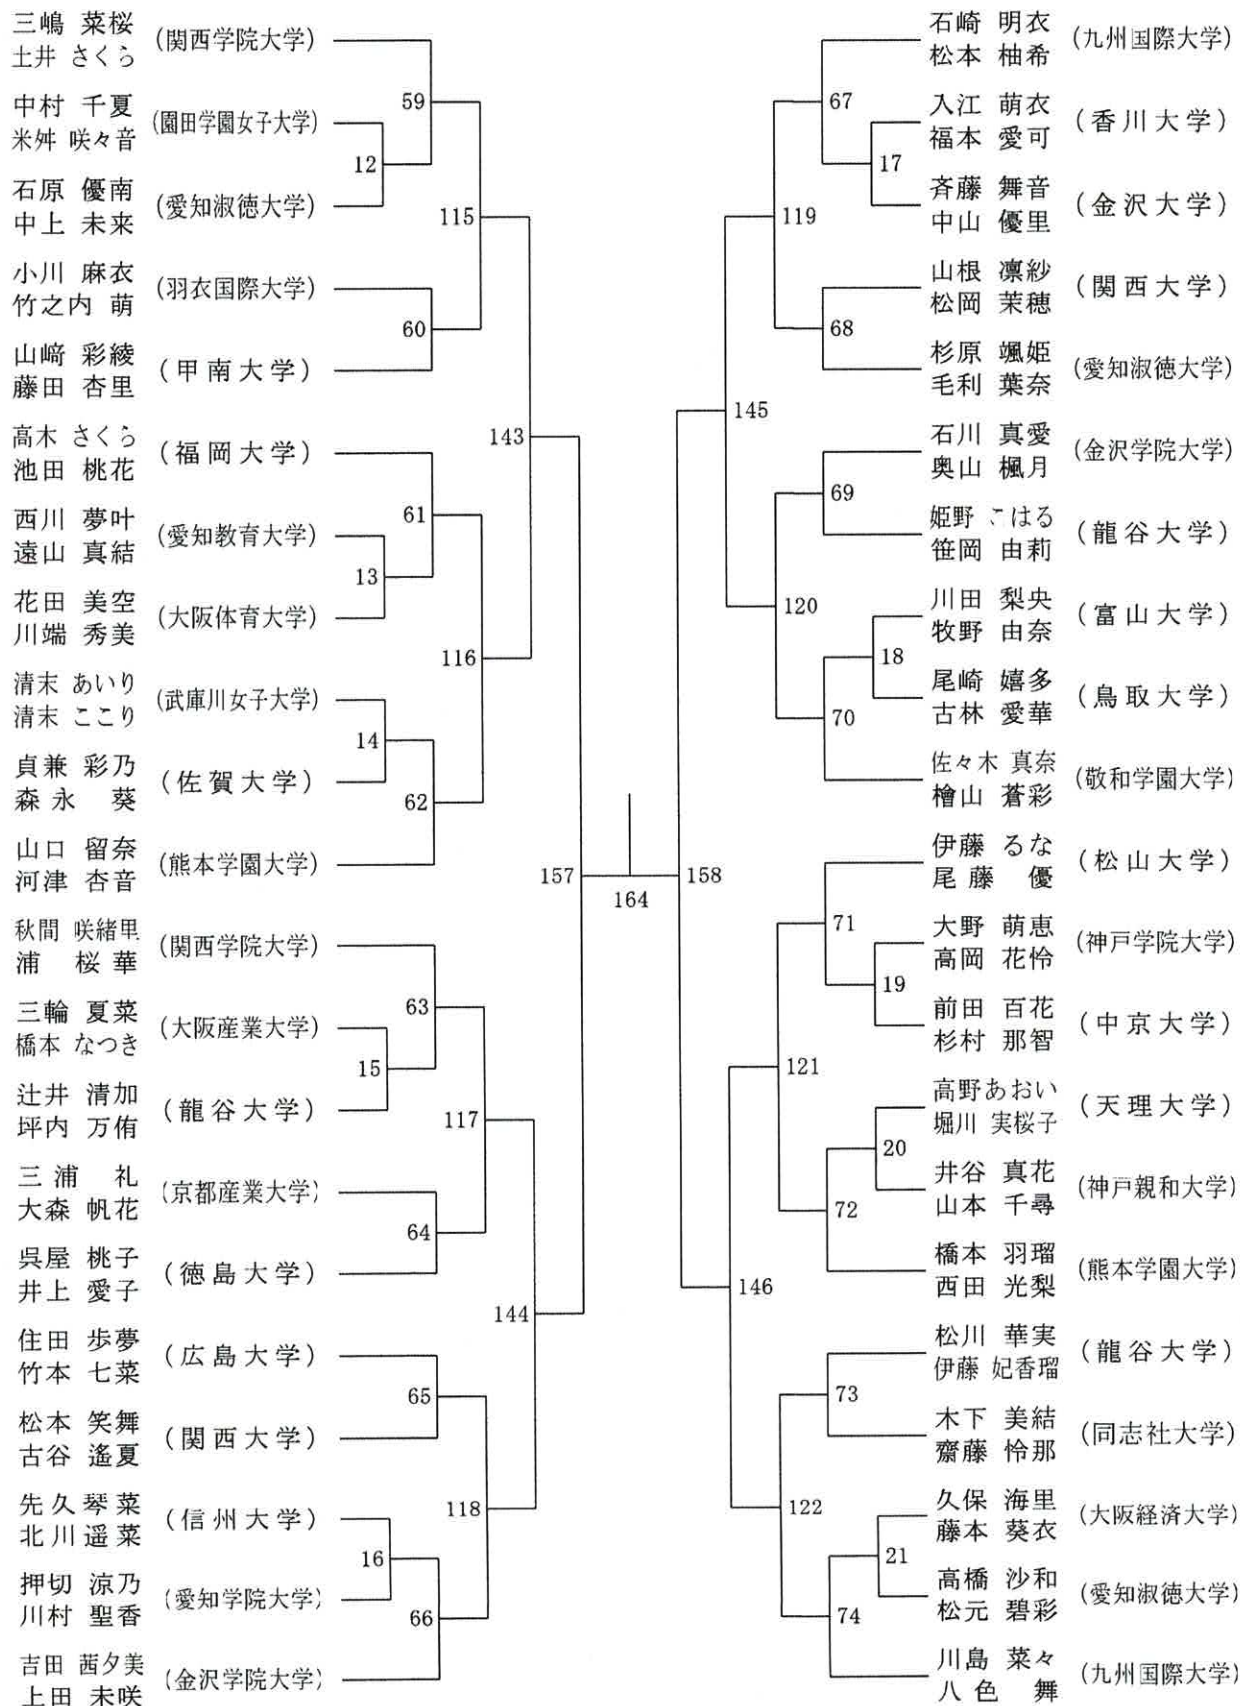 三嶋 菜桜
土井 さくら
(関西学院大学)
59
中村 千夏
米舛 咲々音
(園田学園女子大学)
12
石原 優南
中上 未来
(愛知淑徳大学)
115
小川 麻衣
竹之内 萌
(羽衣国際大学)
60
山﨑 彩綾
藤田 杏里
(甲南大学)
143
高木 さくら
池田 桃花
(福岡大学)
61
西川 夢叶
遠山 真結
(愛知教育大学)
13
花田 美空
川端 秀美
(大阪体育大学)
116
清末 あいり
清末 ここり
(武庫川女子大学)
14
貞兼 彩乃
森永 葵
(佐賀大学)
62
山口 留奈
河津 杏音
(熊本学園大学)
157
164
158
秋間 咲緒里
浦 桜華
(関西学院大学)
63
三輪 夏菜
橋本 なつき
(大阪産業大学)
15
辻井 清加
坪内 万侑
(龍谷大学)
117
三浦 礼
大森 帆花
(京都産業大学)
64
呉屋 桃子
井上 愛子
(徳島大学)
144
住田 歩夢
竹本 七菜
(広島大学)
65
松本 笑舞
古谷 遙夏
(関西大学)
118
先久琴菜
北川遥菜
(信州大学)
16
押切 涼乃
川村 聖香
(愛知学院大学)
66
吉田 茜夕美
上田 未咲
(金沢学院大学)
石崎 明衣
松本 柚希
(九州国際大学)
67
入江 萌衣
福本 愛可
(香川大学)
17
斉藤 舞音
中山 優里
(金沢大学)
119
山根 凛紗
松岡 茉穂
(関西大学)
68
杉原 颯姫
毛利 葉奈
(愛知淑徳大学)
145
石川 真愛
奥山 楓月
(金沢学院大学)
69
姫野 こはる
笹岡 由莉
(龍谷大学)
120
川田 梨央
牧野 由奈
(富山大学)
18
尾崎 嬉多
古林 愛華
(鳥取大学)
70
佐々木 真奈
檜山 蒼彩
(敬和学園大学)
伊藤 るな
尾藤 優
(松山大学)
71
大野 萌恵
高岡 花怜
(神戸学院大学)
19
前田 百花
杉村 那智
(中京大学)
121
高野あおい
堀川 実桜子
(天理大学)
20
井谷 真花
山本 千尋
(神戸親和大学)
72
橋本 羽瑠
西田 光梨
(熊本学園大学)
146
松川 華実
伊藤 妃香瑠
(龍谷大学)
73
木下 美結
齋藤 怜那
(同志社大学)
122
久保 海里
藤本 葵衣
(大阪経済大学)
21
高橋 沙和
松元 碧彩
(愛知淑徳大学)
74
川島 菜々
八色 舞
(九州国際大学)